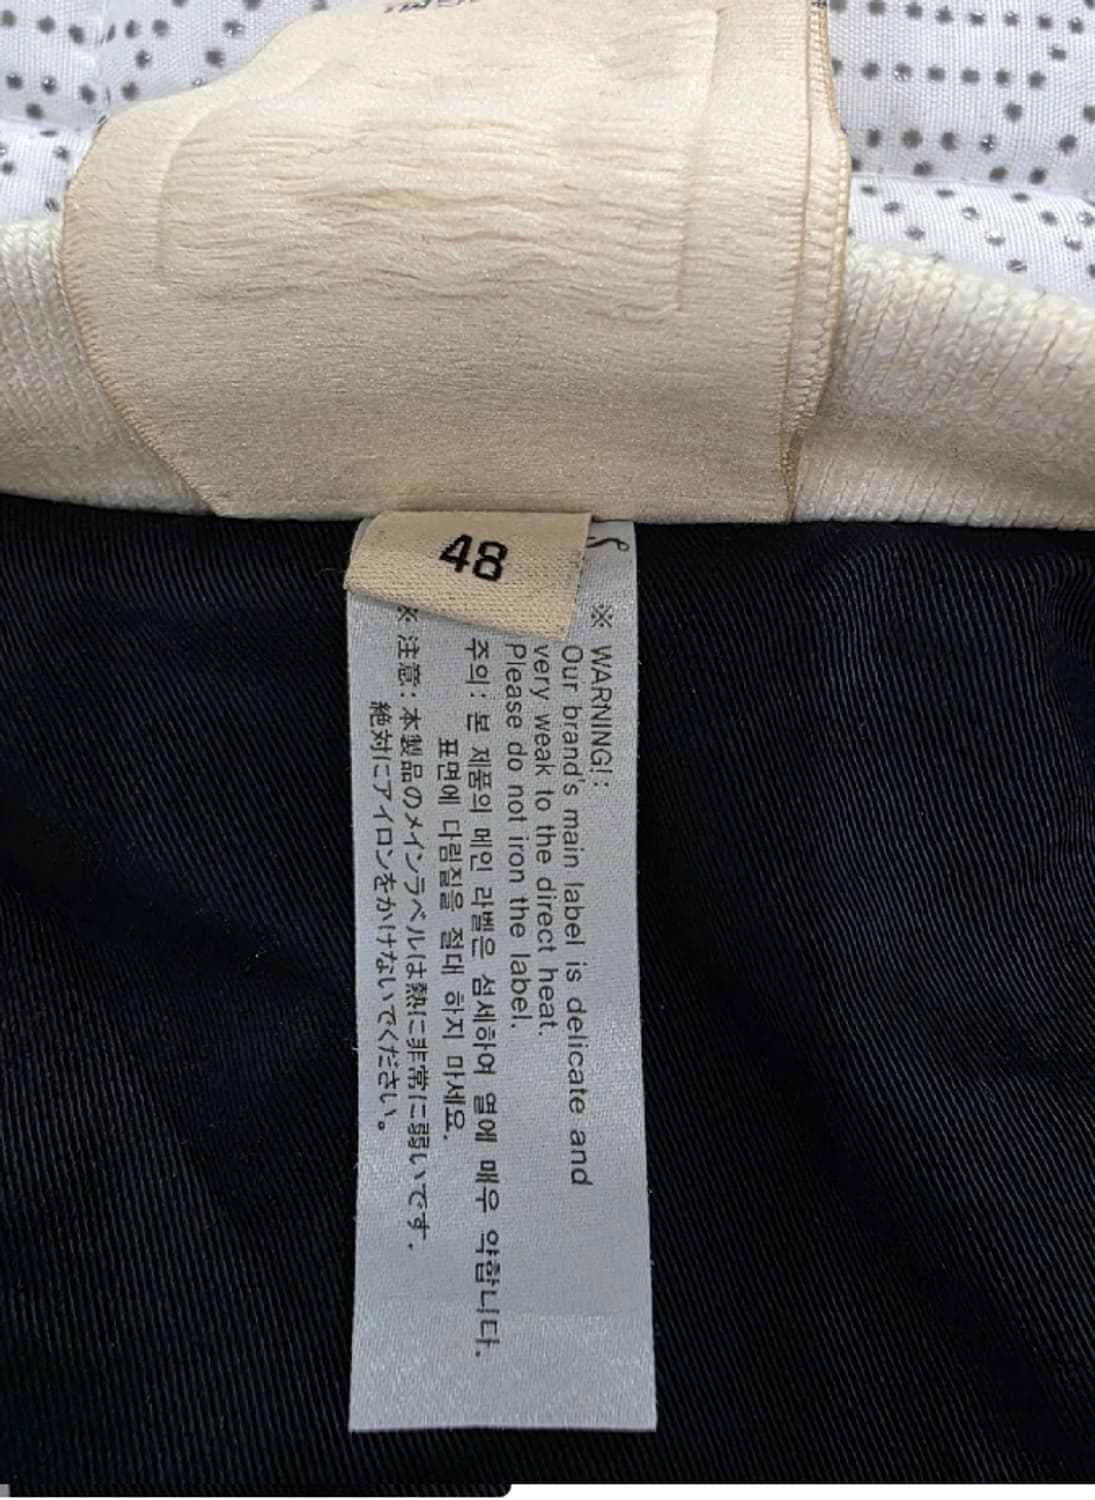 48
※ WARNING! :
Our brand's main label is delicate and
very weak to the direct heat.
Please do not iron the label.
주의 : 본 제품의 메인 라벨은 섬세하여 열에 매우 약합니다.
표면에 다림질을 절대 하지 마세요.
※ 注意 : 本製品のメインラベルは熱に非常に弱いです.
絶対にアイロンをかけないでください。